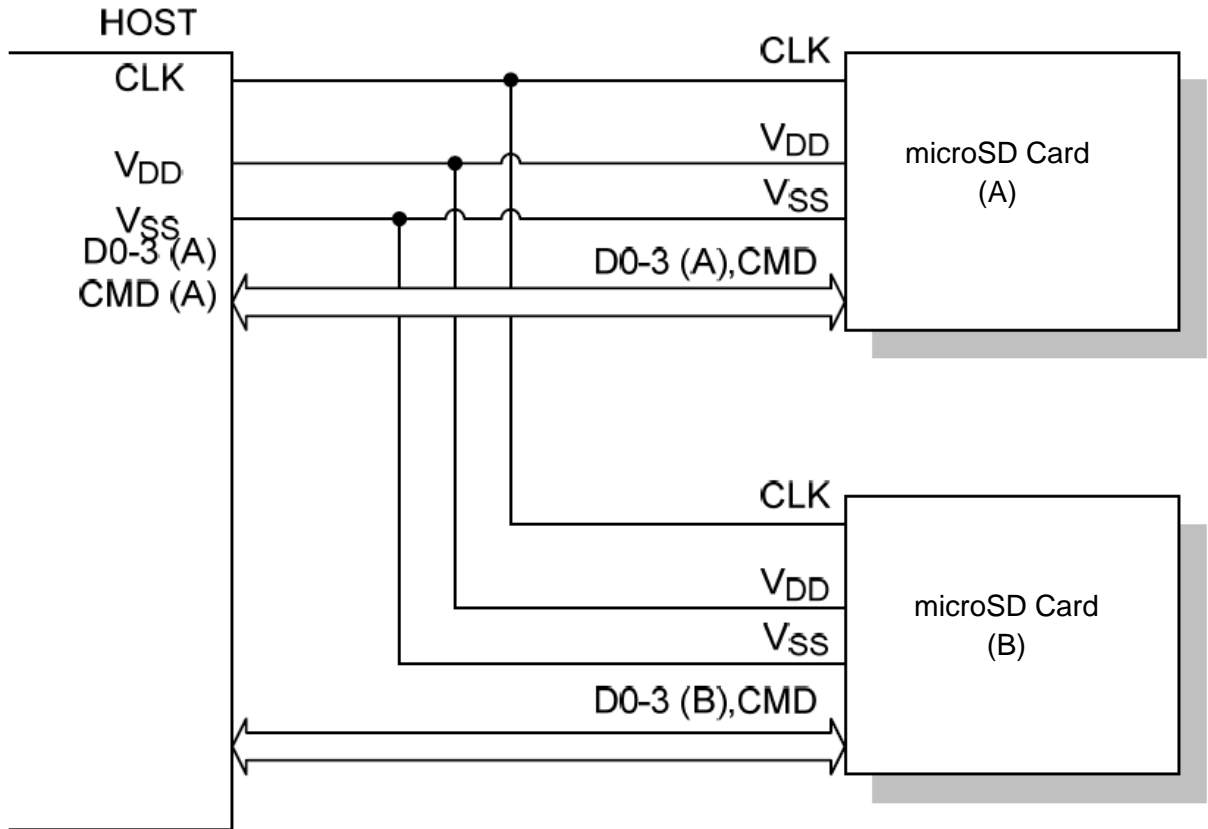 HOST
CLK
VDD
VSS
D0-3 (A)
CMD (A)
CLK
VDD
VSS
D0-3 (A),CMD
microSD Card
(A)
CLK
VDD
VSS
D0-3 (B),CMD
microSD Card
(B)